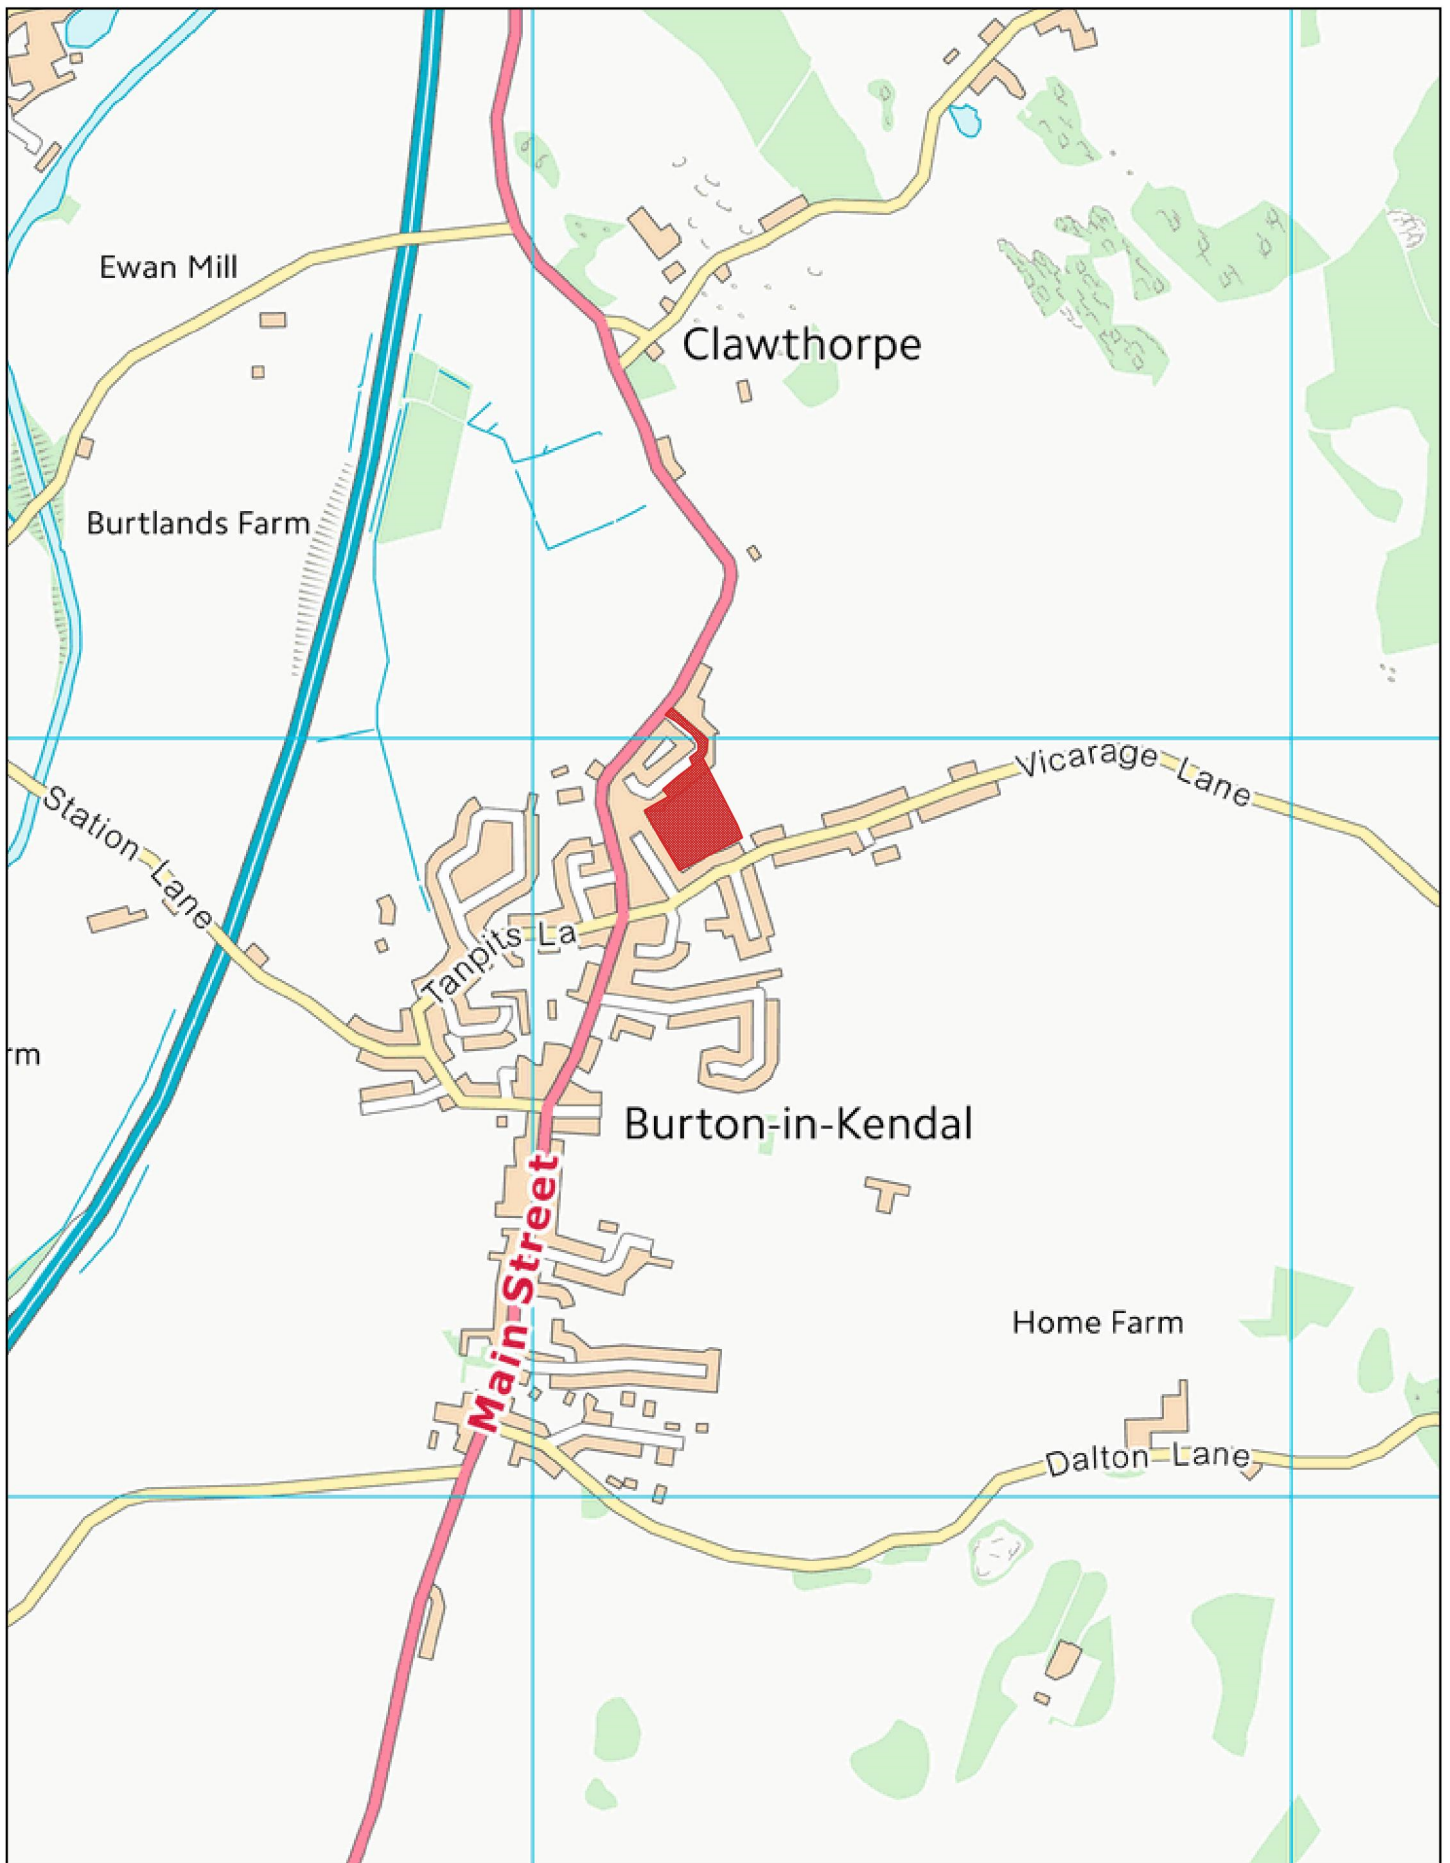 Ewan Mill
Clawthorpe
Burtlands Farm
Vicarage Lane
Station Lane
Tanpits La
rm
Burton-in-Kendal
Main Street
Home Farm
Dalton Lane